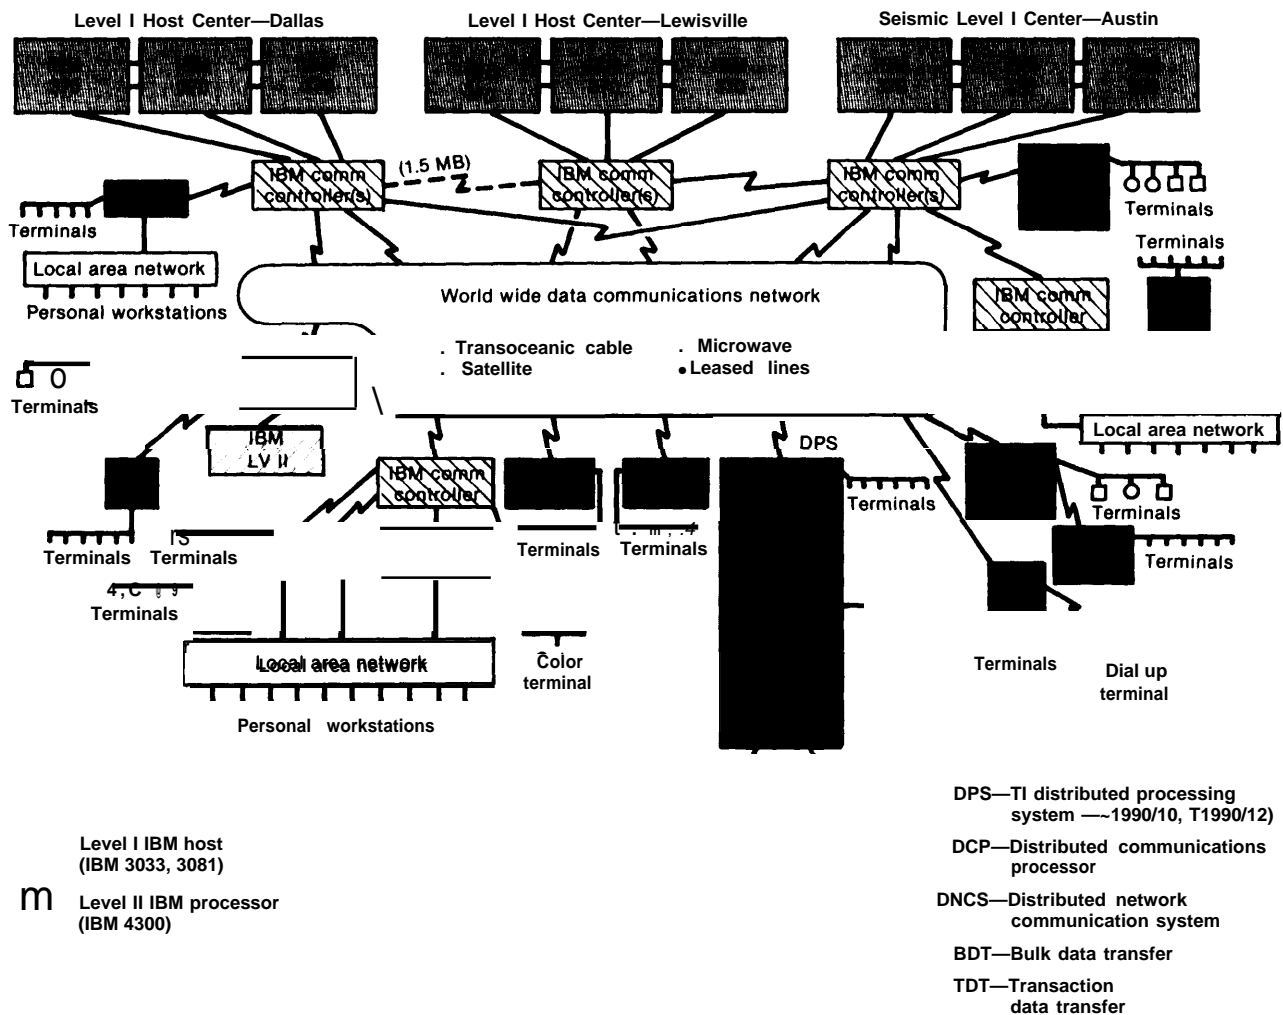 Level I Host Center—Dallas
Level I Host Center—Lewisville
Seismic Level I Center—Austin
(1.5 MB)
IBM comm
controller(s)
IBM comm
controller(s)
IBM comm
controller(s)
Terminals
Terminals
Terminals
Local area network
Personal workstations
World wide data communications network
IBM comm
controller
. Transoceanic cable
. Microwave
. Satellite
• Leased lines
Terminals
IBM
LV II
DPS
Local area network
IBM comm
controller
Terminals
Terminals
Terminals
Terminals
Terminals
Terminals
Terminals
Terminals
Local area network
Personal workstations
Color
terminal
Terminals
Dial up
terminal
DPS—TI distributed processing
system —~1990/10, T1990/12)
DCP—Distributed communications
processor
DNCS—Distributed network
communication system
BDT—Bulk data transfer
TDT—Transaction
data transfer
Level I IBM host
(IBM 3033, 3081)
m Level II IBM processor
(IBM 4300)